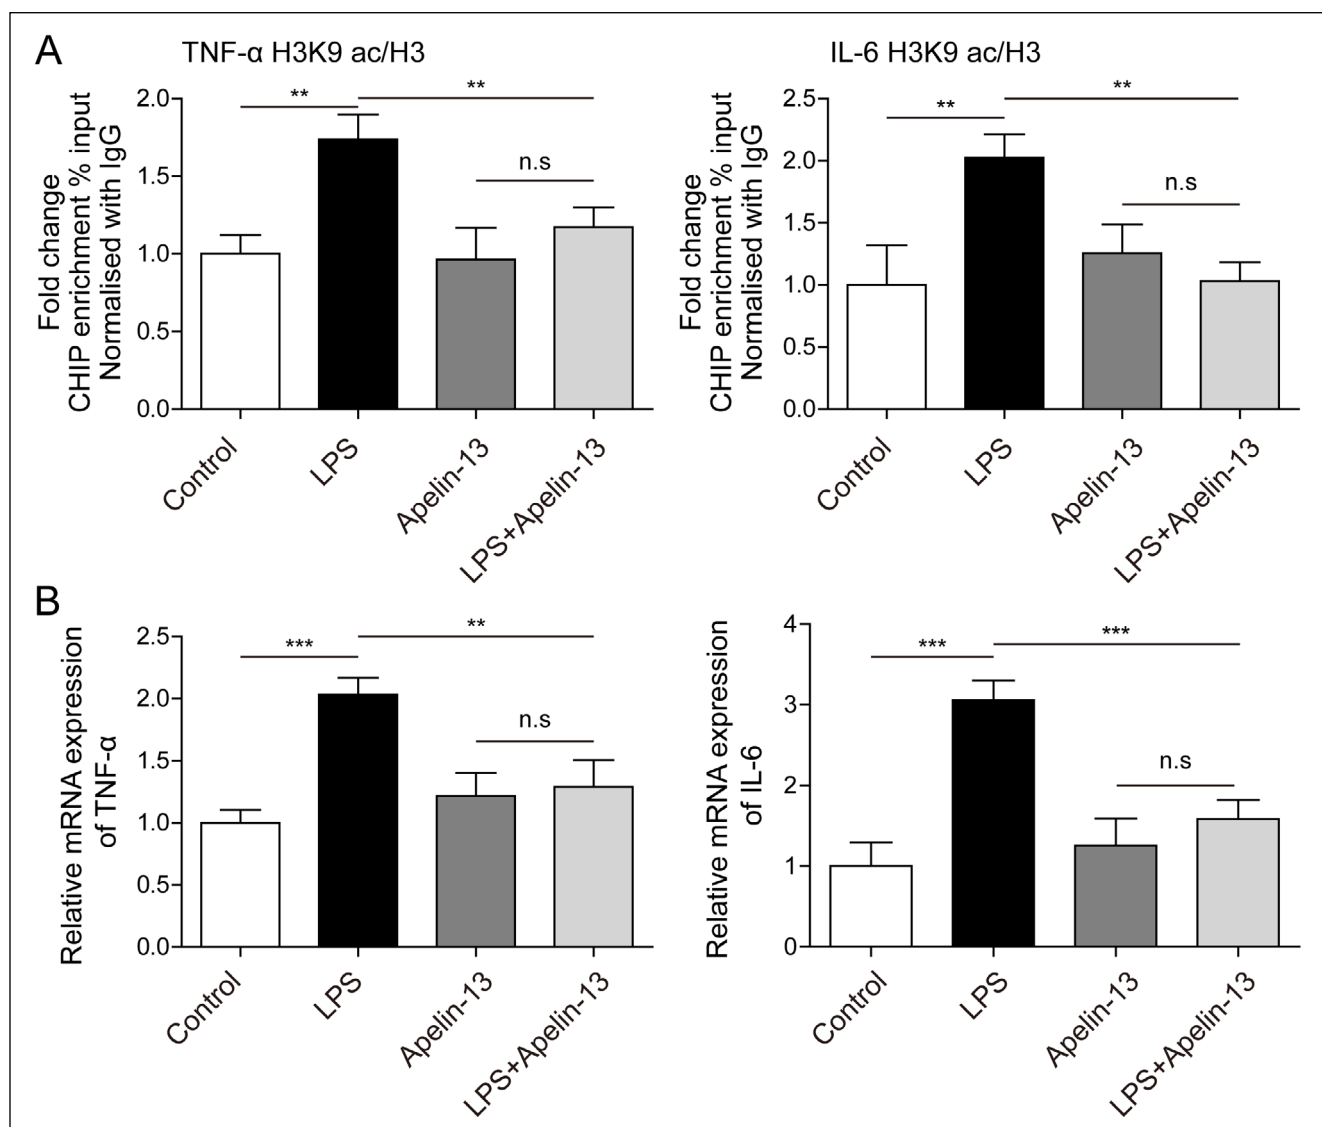 A
TNF-α H3K9 ac/H3
Fold change
CHIP enrichment % input
Normalised with IgG
2.0
1.5
1.0
0.5
0.0
**
**
n.s
Control
LPS
Apelin-13
LPS+Apelin-13
IL-6 H3K9 ac/H3
Fold change
CHIP enrichment % input
Normalised with IgG
2.5
2.0
1.5
1.0
0.5
0.0
**
**
n.s
Control
LPS
Apelin-13
LPS+Apelin-13
B
Relative mRNA expression
of TNF-α
2.5
2.0
1.5
1.0
0.5
0.0
***
**
n.s
Control
LPS
Apelin-13
LPS+Apelin-13
Relative mRNA expression
of IL-6
4
3
2
1
0
***
***
n.s
Control
LPS
Apelin-13
LPS+Apelin-13